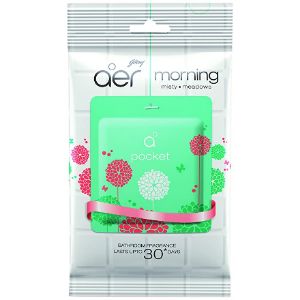 Godrej
aer
morning
misty • meadows
a
pocket
BATHROOM FRAGRANCE
LASTS UPTO 30* DAYS